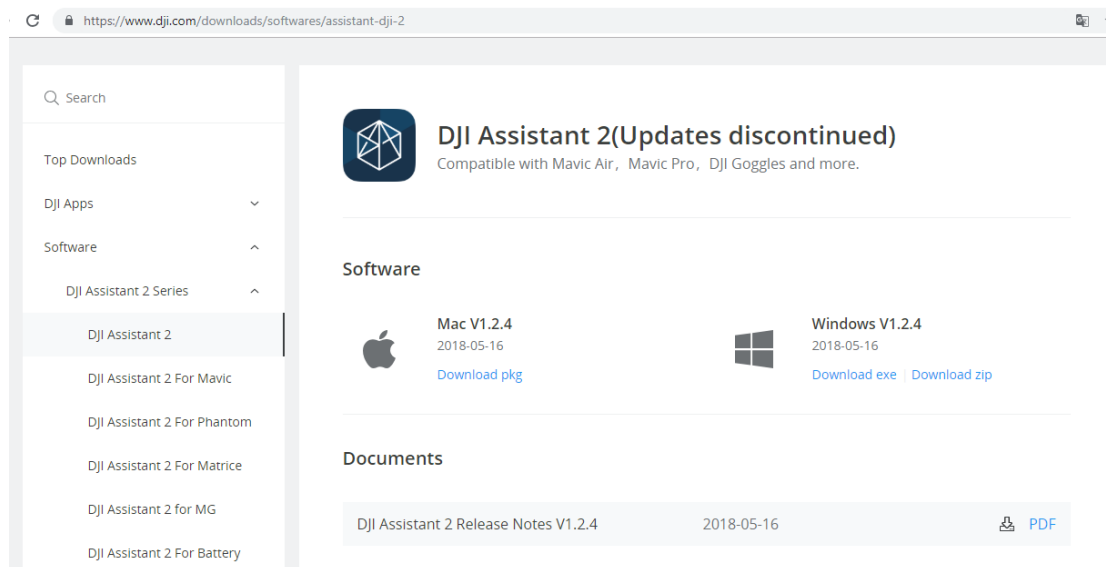 https://www.dji.com/downloads/softwares/assistant-dji-2
Search
Top Downloads
DJI Apps
Software
DJI Assistant 2 Series
DJI Assistant 2
DJI Assistant 2 For Mavic
DJI Assistant 2 For Phantom
DJI Assistant 2 For Matrice
DJI Assistant 2 for MG
DJI Assistant 2 For Battery
DJI Assistant 2(Updates discontinued)
Compatible with Mavic Air，Mavic Pro，DJI Goggles and more.
Software
Mac V1.2.4
2018-05-16
Download pkg
Windows V1.2.4
2018-05-16
Download exe | Download zip
Documents
DJI Assistant 2 Release Notes V1.2.4 2018-05-16 PDF